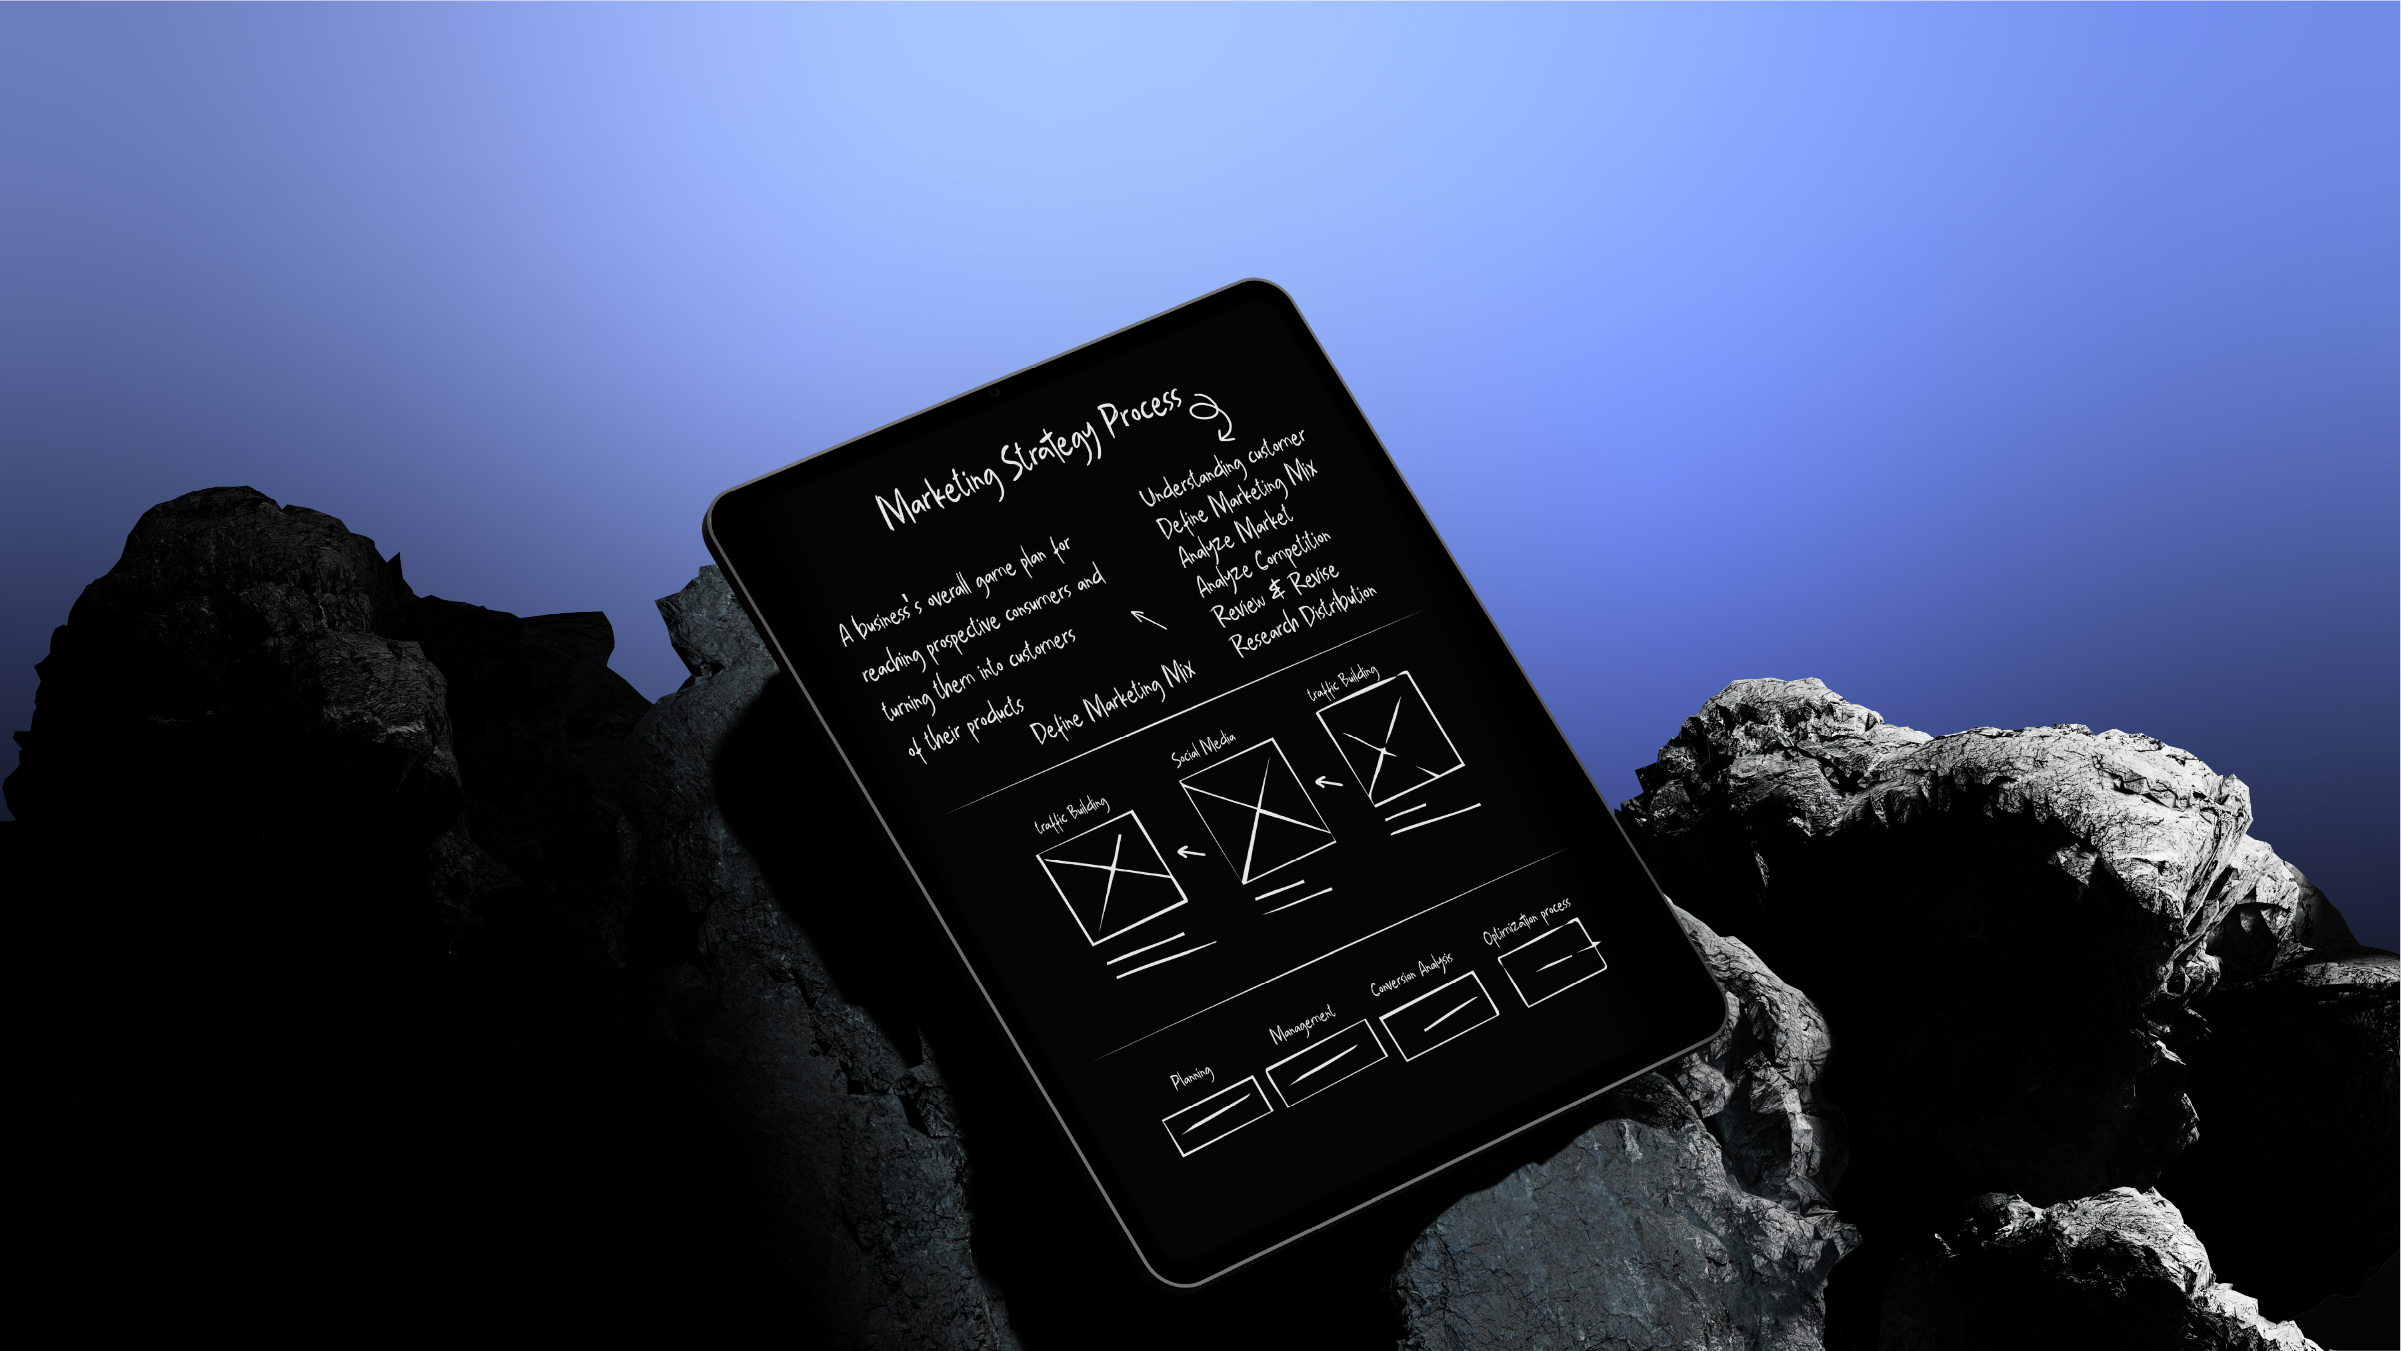 Marketing Strategy Process
A business's overall game plan for
reaching prospective consumers and
turning them into customers
of their products
Define Marketing Mix
Understanding customer
Define Marketing Mix
Analyze Market
Analyze Competition
Review & Revise
Research Distribution
traffic Building
Social Media
traffic Building
Planning
Management
Conversion Analysis
Optimization process